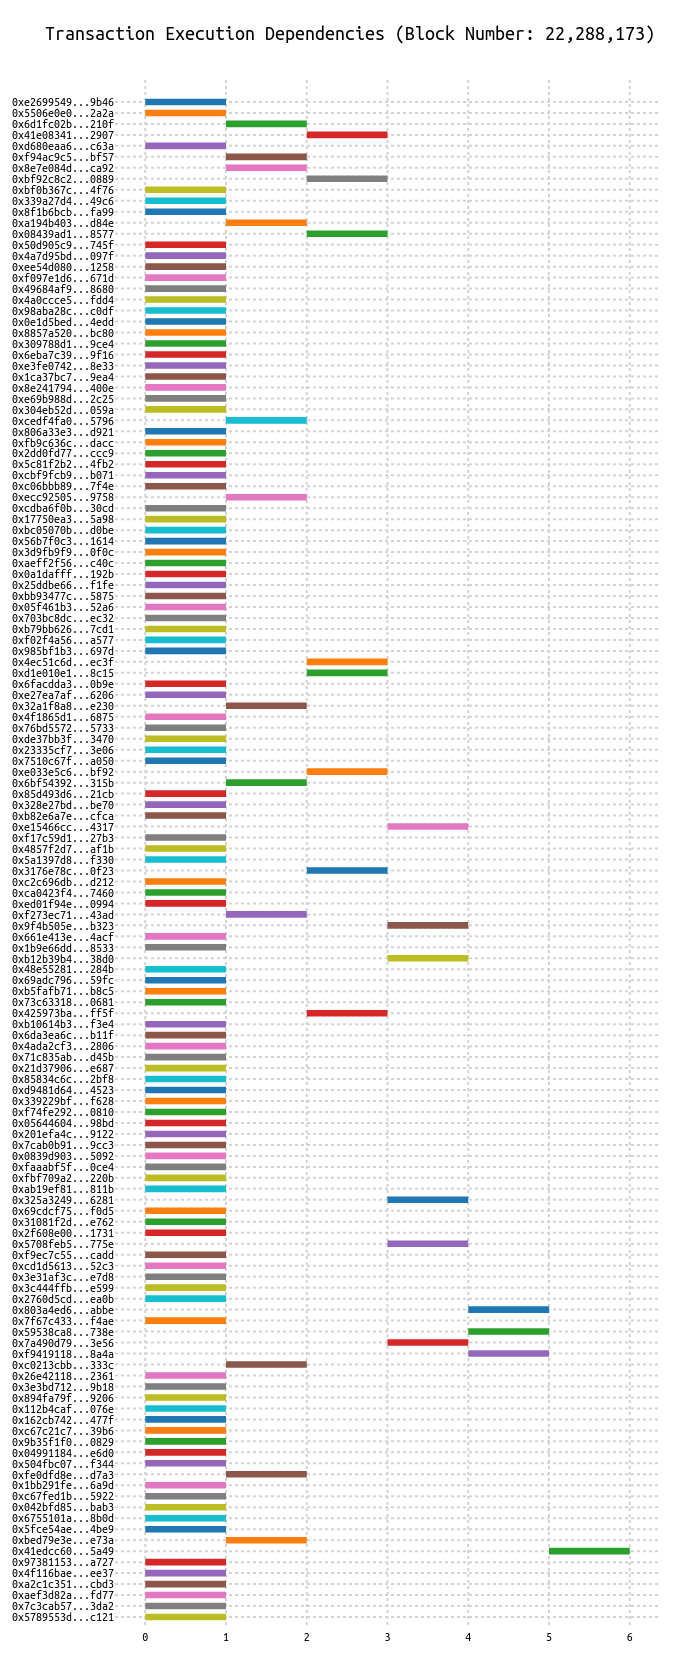 Transaction Execution Dependencies (Block Number: 22,288,173)
0xe2699549...9b46
0x5506e0e0...2a2a
0x6d1fc02b...210f
0x41e08341...2907
0xd680eaa6...c63a
0xf94ac9c5...bf57
0x8e7e084d...ca92
0xbf92c8c2...0889
0xbf0b367c...4f76
0x339a27d4...49c6
0x8f1b6bcb...fa99
0xa194b403...d84e
0x08439ad1...8577
0x50d905c9...745f
0x4a7d95bd...097f
0xee54d080...1258
0xf097e1d6...671d
0x49684af9...8680
0x4a0ccce5...fdd4
0x98aba28c...c0df
0x0e1d5bed...4edd
0x8857a520...bc80
0x309788d1...9ce4
0x6eba7c39...9f16
0xe3fe0742...8e33
0x1ca37bc7...9ea4
0x8e241794...400e
0xe69b988d...2c25
0x304eb52d...059a
0xcedf4fa0...5796
0x806a33e3...d921
0xfb9c636c...dacc
0x2dd0fd77...ccc9
0x5c81f2b2...4fb2
0xcbf9fcb9...b071
0xc06bbb89...7f4e
0xecc92505...9758
0xcdba6f0b...30cd
0x17750ea3...5a98
0xbc05070b...d0be
0x56b7f0c3...1614
0x3d9fb9f9...0f0c
0xaeff2f56...c40c
0x0a1dafff...192b
0x25ddbe66...f1fe
0xbb93477c...5875
0x05f461b3...52a6
0x703bc8dc...ec32
0xb79bb626...7cd1
0xf02f4a56...a577
0x985bf1b3...697d
0x4ec51c6d...ec3f
0xd1e010e1...8c15
0x6facdda3...0b9e
0xe27ea7af...6206
0x32a1f8a8...e230
0x4f1865d1...6875
0x76bd5572...5733
0xde37bb3f...3470
0x23335cf7...3e06
0x7510c67f...a050
0xe033e5c6...bf92
0x6bf54392...315b
0x85d493d6...21cb
0x328e27bd...be70
0xb82e6a7e...cfca
0xe15466cc...4317
0xf17c59d1...27b3
0x4857f2d7...af1b
0x5a1397d8...f330
0x3176e78c...0f23
0xc2c696db...d212
0xca0423f4...7460
0xed01f94e...0994
0xf273ec71...43ad
0x9f4b505e...b323
0x661e413e...4acf
0x1b9e66dd...8533
0xb12b39b4...38d0
0x48e55281...284b
0x69adc796...59fc
0xb5fafb71...b8c5
0x73c63318...0681
0x425973ba...ff5f
0xb10614b3...f3e4
0x6da3ea6c...b11f
0x4ada2cf3...2806
0x71c835ab...d45b
0x21d37906...e687
0x85834c6c...2bf8
0xd9481d64...4523
0x339229bf...f628
0xf74fe292...0810
0x05644604...98bd
0x201efa4c...9122
0x7cab0b91...9cc3
0x0839d903...5092
0xfaaabf5f...0ce4
0xfbf709a2...220b
0xab19ef81...811b
0x325a3249...6281
0x69cdcf75...f0d5
0x31081f2d...e762
0x2f608e00...1731
0x5708feb5...775e
0xf9ec7c55...cadd
0xcd1d5613...52c3
0x3e31af3c...e7d8
0x3c444ffb...e599
0x2760d5cd...ea0b
0x803a4ed6...abbe
0x7f67c433...f4ae
0x59538ca8...738e
0x7a490d79...3e56
0xf9419118...8a4a
0xc0213cbb...333c
0x26e42118...2361
0x3e3bd712...9b18
0x894fa79f...9206
0x112b4caf...076e
0x162cb742...477f
0xc67c21c7...39b6
0x9b35f1f0...0829
0x04991184...e6d0
0x504fbc07...f344
0xfe0dfd8e...d7a3
0x1bb291fe...6a9d
0xc67fed1b...5922
0x042bfd85...bab3
0x6755101a...8b0d
0x5fce54ae...4be9
0xbed79e3e...e73a
0x41edcc60...5a49
0x97381153...a727
0x4f116bae...ee37
0xa2c1c351...cbd3
0xaef3d82a...fd77
0x7c3cab57...3da2
0x5789553d...c121
0 1 2 3 4 5 6